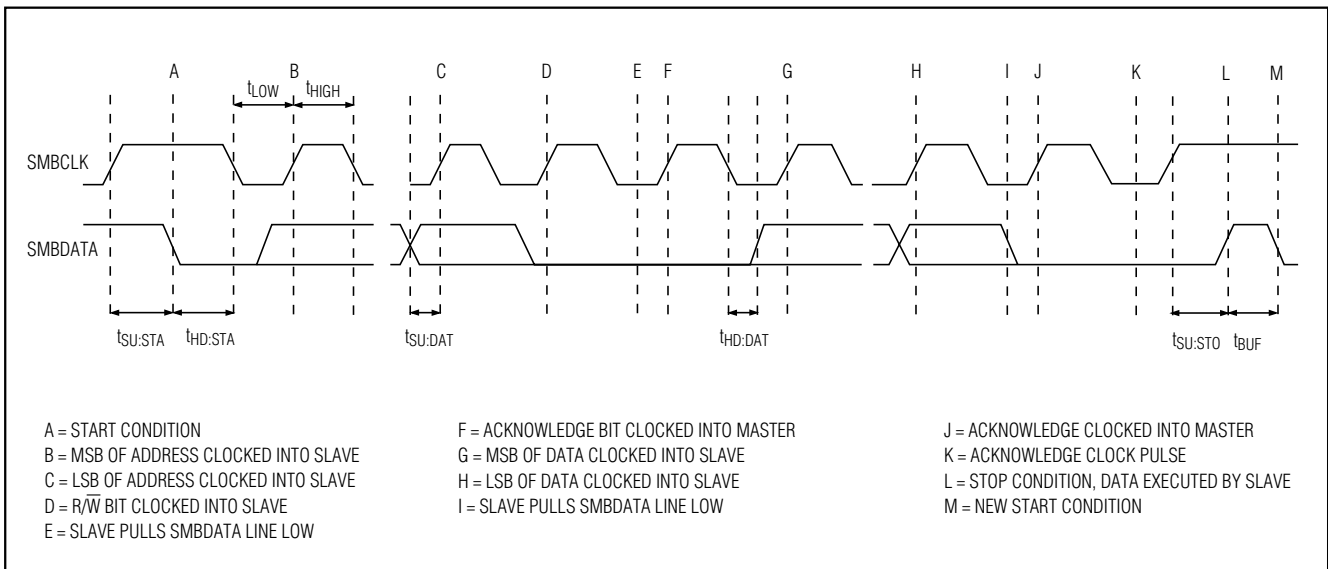 A B C D E F G H I J K L M
tLOW tHIGH
SMBCLK
SMBDATA
tSU:STA tHD:STA tSU:DAT tHD:DAT tSU:STO tBUF
A = START CONDITION
B = MSB OF ADDRESS CLOCKED INTO SLAVE
C = LSB OF ADDRESS CLOCKED INTO SLAVE
D = R/W̅ BIT CLOCKED INTO SLAVE
E = SLAVE PULLS SMBDATA LINE LOW
F = ACKNOWLEDGE BIT CLOCKED INTO MASTER
G = MSB OF DATA CLOCKED INTO SLAVE
H = LSB OF DATA CLOCKED INTO SLAVE
I = SLAVE PULLS SMBDATA LINE LOW
J = ACKNOWLEDGE CLOCKED INTO MASTER
K = ACKNOWLEDGE CLOCK PULSE
L = STOP CONDITION, DATA EXECUTED BY SLAVE
M = NEW START CONDITION